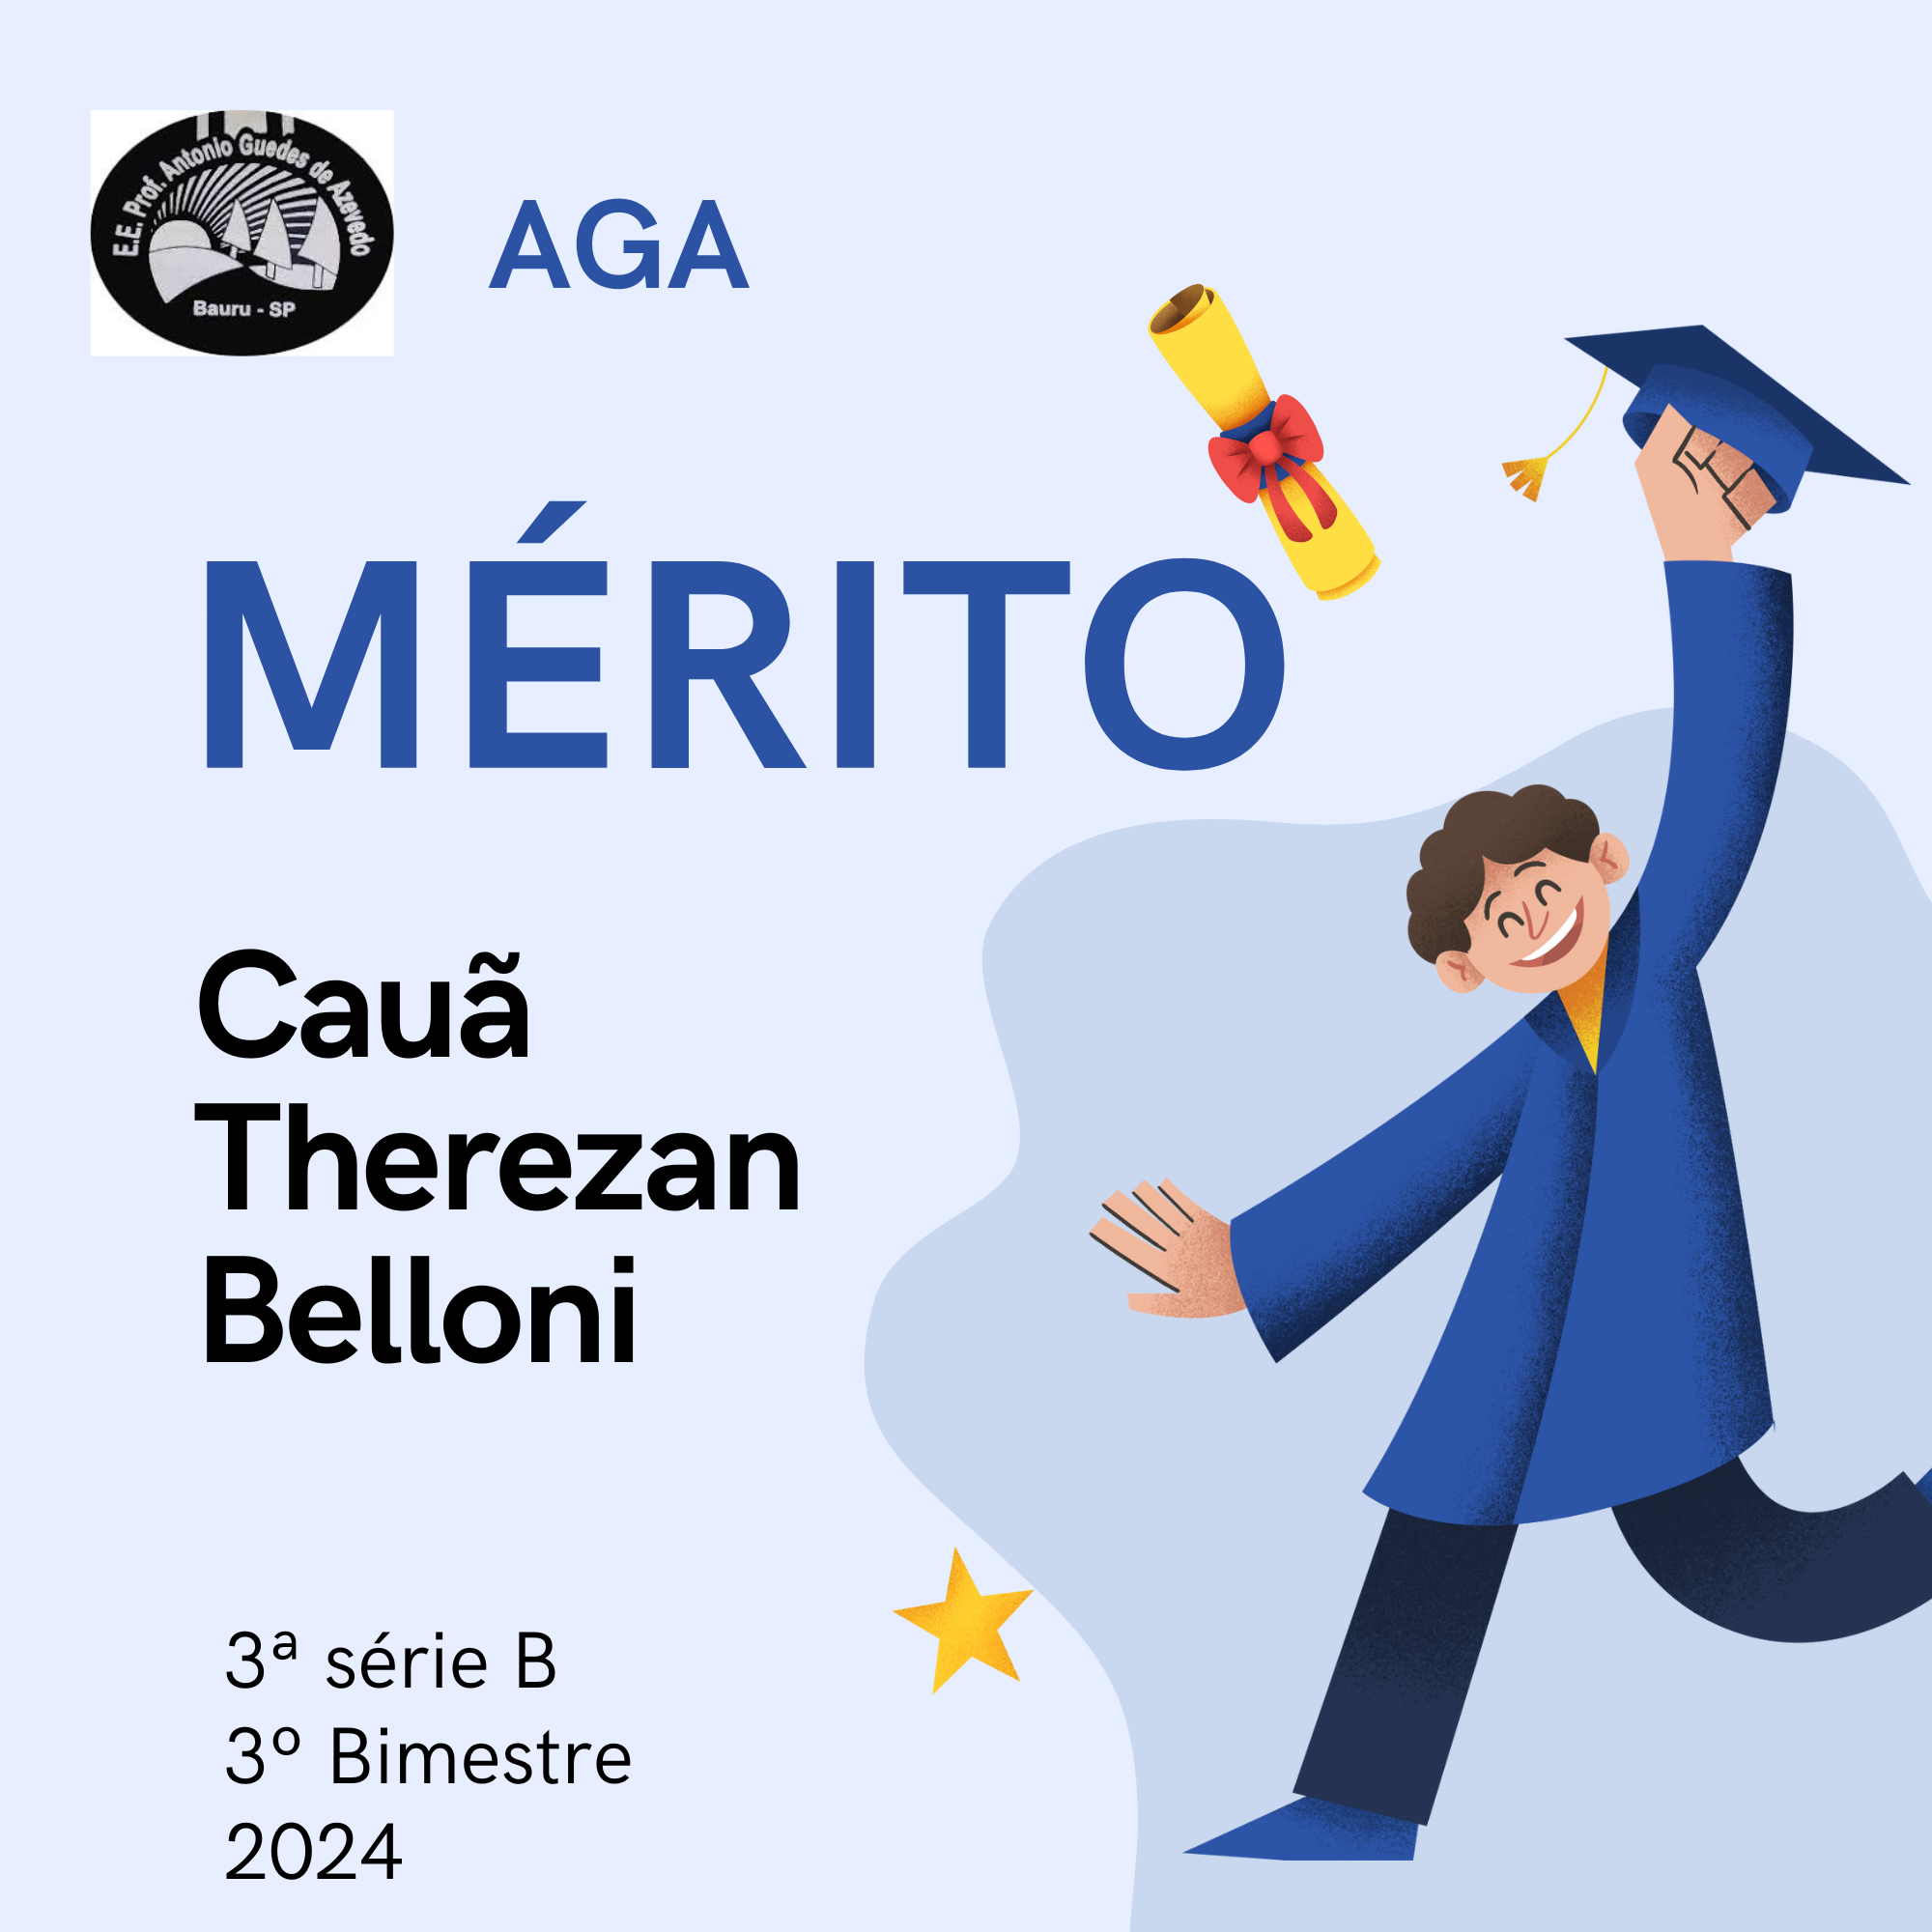 E.E. Prof. Antonio Guedes de Azevedo
Bauru - SP
AGA
MÉRITO
Cauã
Therezan
Belloni
3ª série B
3º Bimestre
2024